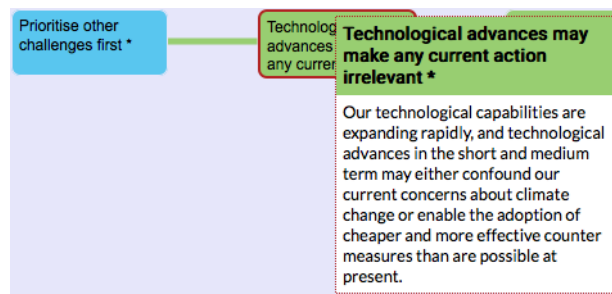 Prioritise other
challenges first *
Technolog
advances
any curren
Technological advances may
make any current action
irrelevant *
Our technological capabilities are
expanding rapidly, and technological
advances in the short and medium
term may either confound our
current concerns about climate
change or enable the adoption of
cheaper and more effective counter
measures than are possible at
present.